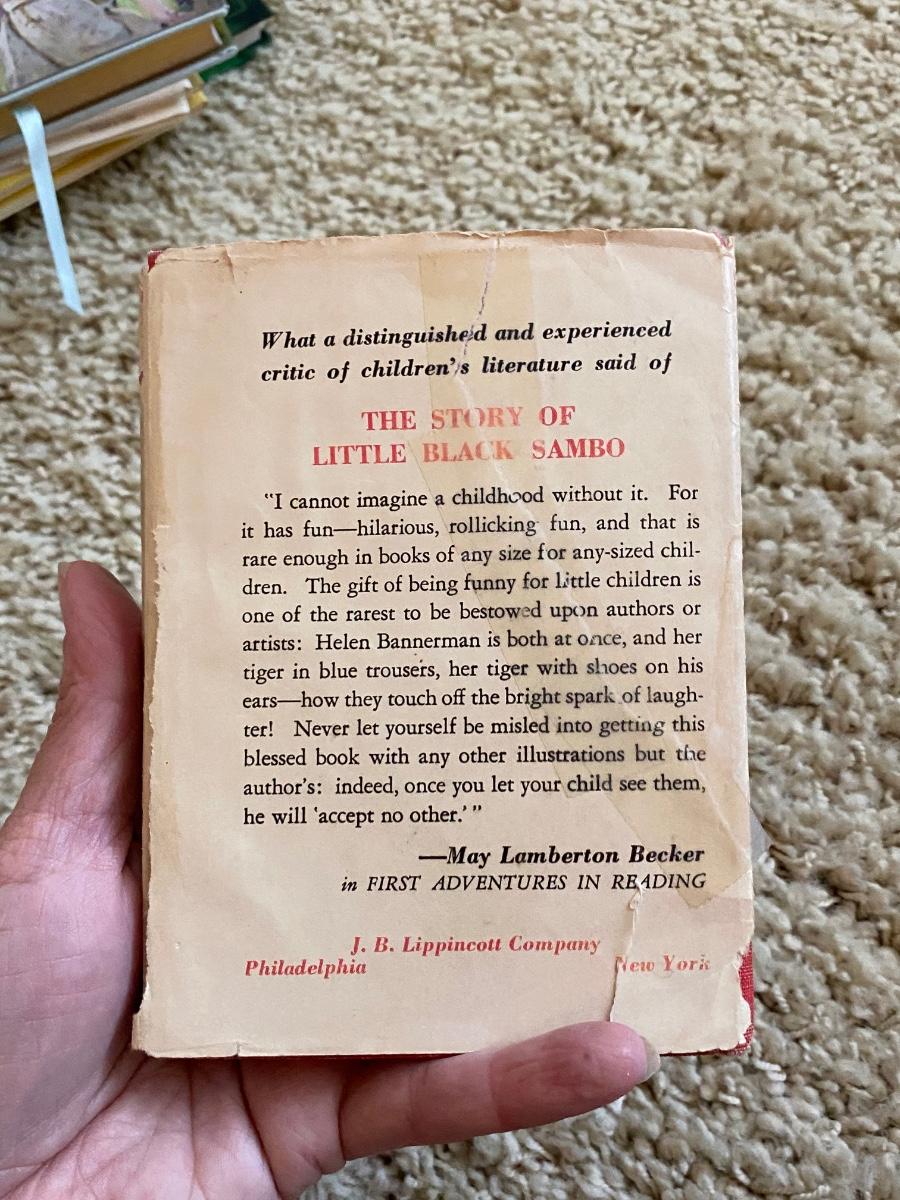 What a distinguished and experienced
critic of children's literature said of
THE STORY OF
LITTLE BLACK SAMBO
"I cannot imagine a childhood without it. For
it has fun—hilarious, rollicking fun, and that is
rare enough in books of any size for any-sized chil-
dren. The gift of being funny for little children is
one of the rarest to be bestowed upon authors or
artists: Helen Bannerman is both at once, and her
tiger in blue trousers, her tiger with shoes on his
ears—how they touch off the bright spark of laugh-
ter! Never let yourself be misled into getting this
blessed book with any other illustrations but the
author's: indeed, once you let your child see them,
he will 'accept no other.'"
—May Lamberton Becker
in FIRST ADVENTURES IN READING
J. B. Lippincott Company
Philadelphia New York